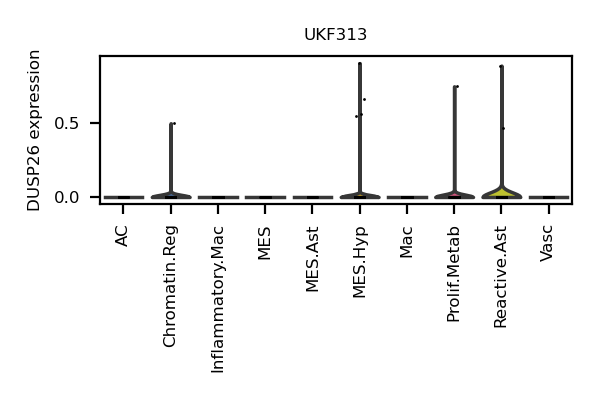 UKF313
DUSP26 expression
0.5
0.0
AC
Chromatin.Reg
Inflammatory.Mac
MES
MES.Ast
MES.Hyp
Mac
Prolif.Metab
Reactive.Ast
Vasc